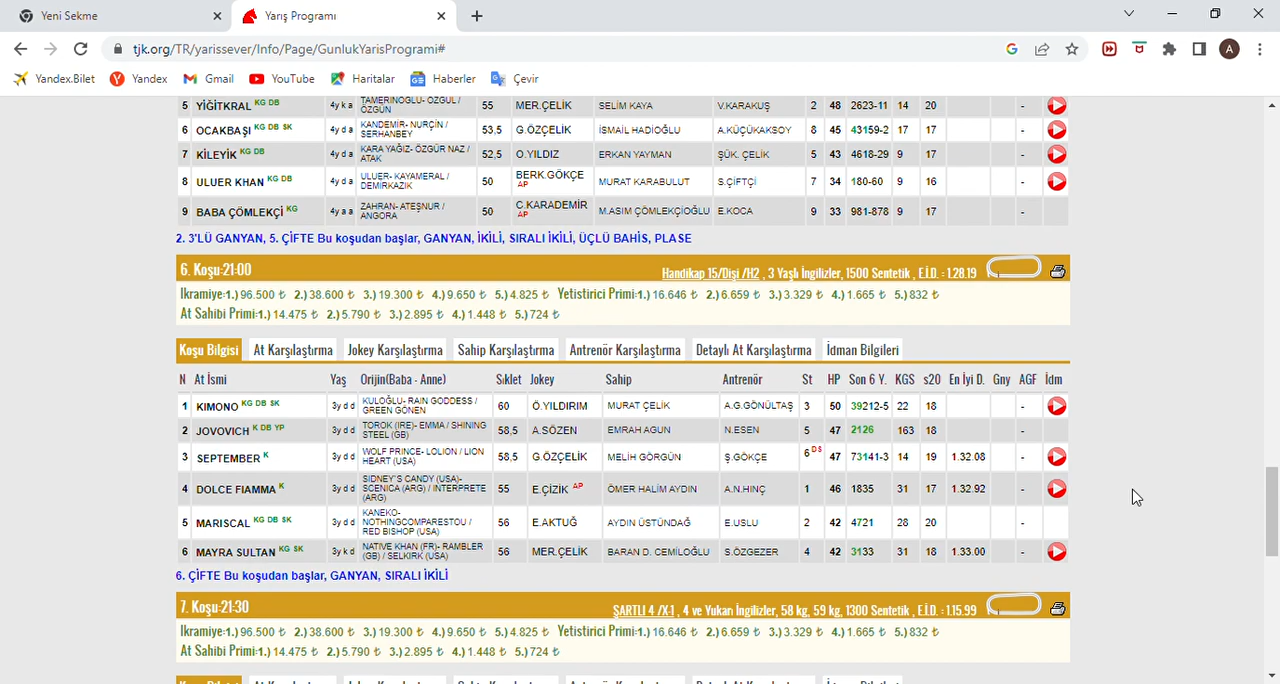 Yeni Sekme
Yarış Programı
tjk.org/TR/yarissever/Info/Page/GunlukYarisProgrami#
Yandex.Bilet Yandex Gmail YouTube Haritalar Haberler Çevir
5 YİĞİTKRAL KG DB 4y k a TAMERİNOĞLU- ÖZGÜL / ÖZGÜN 55 MER.ÇELİK SELİM KAYA V.KARAKUŞ 2 48 2623-11 14 20 -
6 OCAKBAŞI KG DB SK 4y d a KANDEMİR- NURÇİN / SERHANBEY 53,5 G.ÖZÇELİK İSMAİL HADİOĞLU A.KÜÇÜKAKSOY 8 45 43159-2 17 17 -
7 KİLEYİK KG DB 4y d a KARA YAĞIZ- ÖZGÜR NAZ / ATAK 52,5 O.YILDIZ ERKAN YAYMAN ŞÜK. ÇELİK 5 43 4618-29 9 17 -
8 ULUER KHAN KG DB 4y d a ULUER- KAYAMERAL / DEMİRKAZIK 50 BERK.GÖKÇE AP MURAT KARABULUT S.ÇİFTÇİ 7 34 180-60 9 16 -
9 BABA ÇÖMLEKÇİ KG 4y a a ZAHRAN- ATEŞNUR / ANGORA 50 C.KARADEMİR AP M.ASIM ÇÖMLEKÇİOĞLU E.KOCA 9 33 981-878 9 17 -
2. 3'LÜ GANYAN, 5. ÇİFTE Bu koşudan başlar, GANYAN, İKİLİ, SIRALI İKİLİ, ÜÇLÜ BAHİS, PLASE
6. Koşu:21:00 Handikap 15/Dişi /H2 , 3 Yaşlı İngilizler, 1500 Sentetik , E.İ.D. : 1.28.19
İkramiye:1.) 96.500 ₺ 2.) 38.600 ₺ 3.) 19.300 ₺ 4.) 9.650 ₺ 5.) 4.825 ₺ Yetistirici Primi:1.) 16.646 ₺ 2.) 6.659 ₺ 3.) 3.329 ₺ 4.) 1.665 ₺ 5.) 832 ₺
At Sahibi Primi:1.) 14.475 ₺ 2.) 5.790 ₺ 3.) 2.895 ₺ 4.) 1.448 ₺ 5.) 724 ₺
Koşu Bilgisi At Karşılaştırma Jokey Karşılaştırma Sahip Karşılaştırma Antrenör Karşılaştırma Detaylı At Karşılaştırma İdman Bilgileri
N At İsmi Yaş Orijin(Baba - Anne) Sıklet Jokey Sahip Antrenör St HP Son 6 Y. KGS s20 En İyi D. Gny AGF İdm
1 KIMONO KG DB SK 3y d d KULOĞLU- RAIN GODDESS / GREEN GÖNEN 60 Ö.YILDIRIM MURAT ÇELİK A.G.GÖNÜLTAŞ 3 50 39212-5 22 18 -
2 JOVOVICH K DB YP 3y d d TOROK (IRE)- EMMA / SHINING STEEL (GB) 58,5 A.SÖZEN EMRAH AGUN N.ESEN 5 47 2126 163 18 -
3 SEPTEMBER K 3y d d WOLF PRINCE- LOLION / LION HEART (USA) 58,5 G.ÖZÇELİK MELİH GÖRGÜN Ş.GÖKÇE 6 DS 47 73141-3 14 19 1.32.08 -
4 DOLCE FIAMMA K 3y d d SIDNEY'S CANDY (USA)- SCENICA (ARG) / INTERPRETE (ARG) 55 E.ÇİZİK AP ÖMER HALİM AYDIN A.N.HINÇ 1 46 1835 31 17 1.32.92 -
5 MARISCAL KG DB SK 3y d d KANEKO- NOTHINGCOMPARESTOU / RED BISHOP (USA) 56 E.AKTUĞ AYDIN ÜSTÜNDAĞ E.USLU 2 42 4721 28 20 -
6 MAYRA SULTAN KG SK 3y k d NATIVE KHAN (FR)- RAMBLER (GB) / SELKIRK (USA) 56 MER.ÇELİK BARAN D. CEMİLOĞLU S.ÖZGEZER 4 42 3133 31 18 1.33.00 -
6. ÇİFTE Bu koşudan başlar, GANYAN, SIRALI İKİLİ
7. Koşu:21:30 ŞARTLI 4 /X-1 , 4 ve Yukarı İngilizler, 58 kg, 59 kg, 1300 Sentetik , E.İ.D. : 1.15.99
İkramiye:1.) 96.500 ₺ 2.) 38.600 ₺ 3.) 19.300 ₺ 4.) 9.650 ₺ 5.) 4.825 ₺ Yetistirici Primi:1.) 16.646 ₺ 2.) 6.659 ₺ 3.) 3.329 ₺ 4.) 1.665 ₺ 5.) 832 ₺
At Sahibi Primi:1.) 14.475 ₺ 2.) 5.790 ₺ 3.) 2.895 ₺ 4.) 1.448 ₺ 5.) 724 ₺